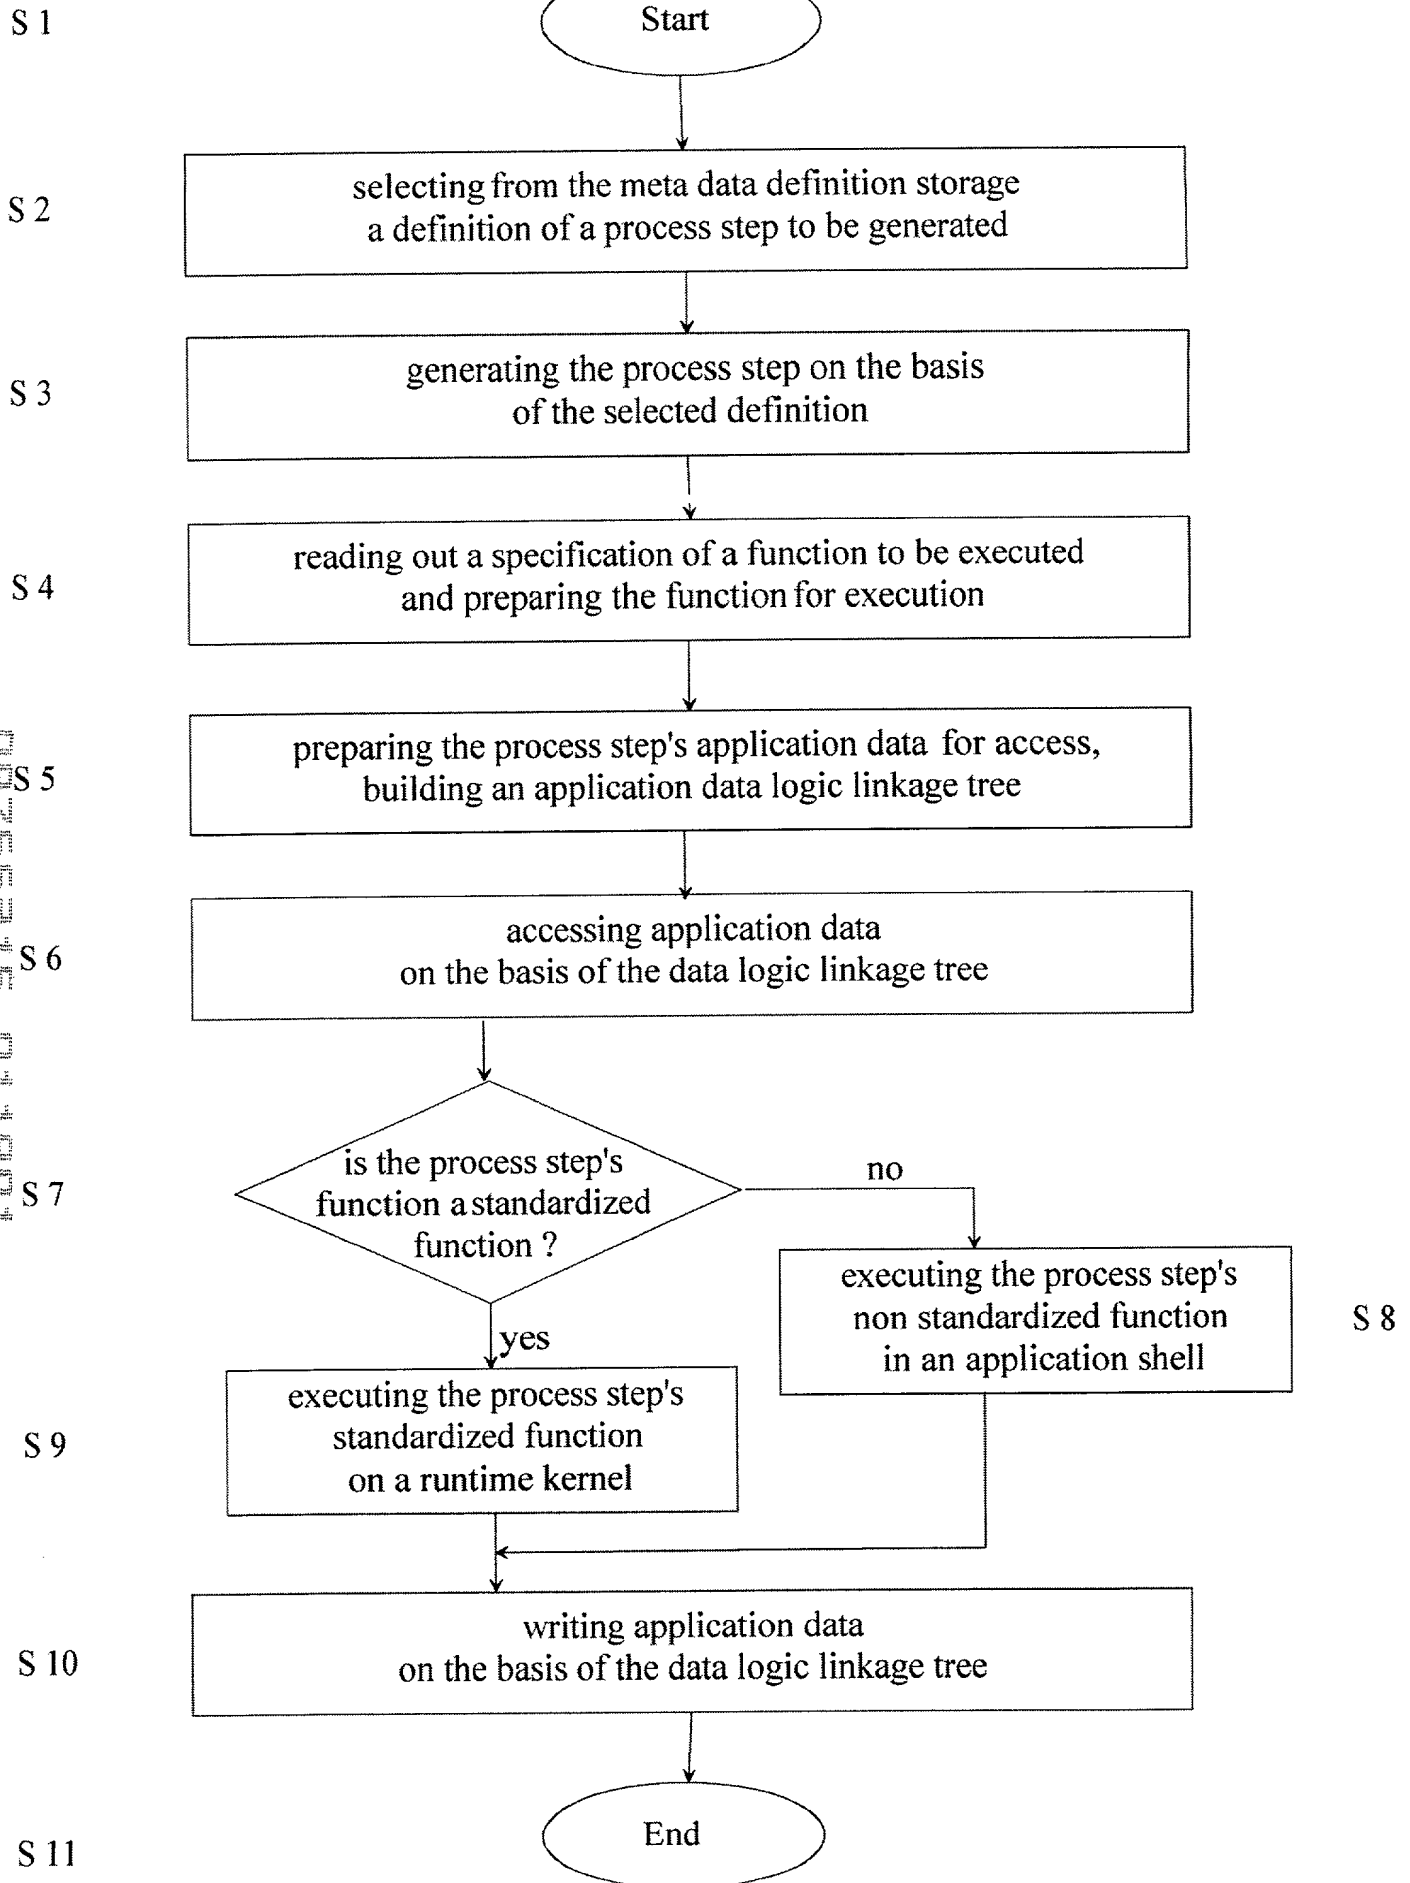 S 1
Start
S 2
selecting from the meta data definition storage
a definition of a process step to be generated
S 3
generating the process step on the basis
of the selected definition
S 4
reading out a specification of a function to be executed
and preparing the function for execution
S 5
preparing the process step's application data for access,
building an application data logic linkage tree
S 6
accessing application data
on the basis of the data logic linkage tree
S 7
is the process step's
function a standardized
function ?
no
yes
executing the process step's
non standardized function
in an application shell
S 8
S 9
executing the process step's
standardized function
on a runtime kernel
S 10
writing application data
on the basis of the data logic linkage tree
End
S 11